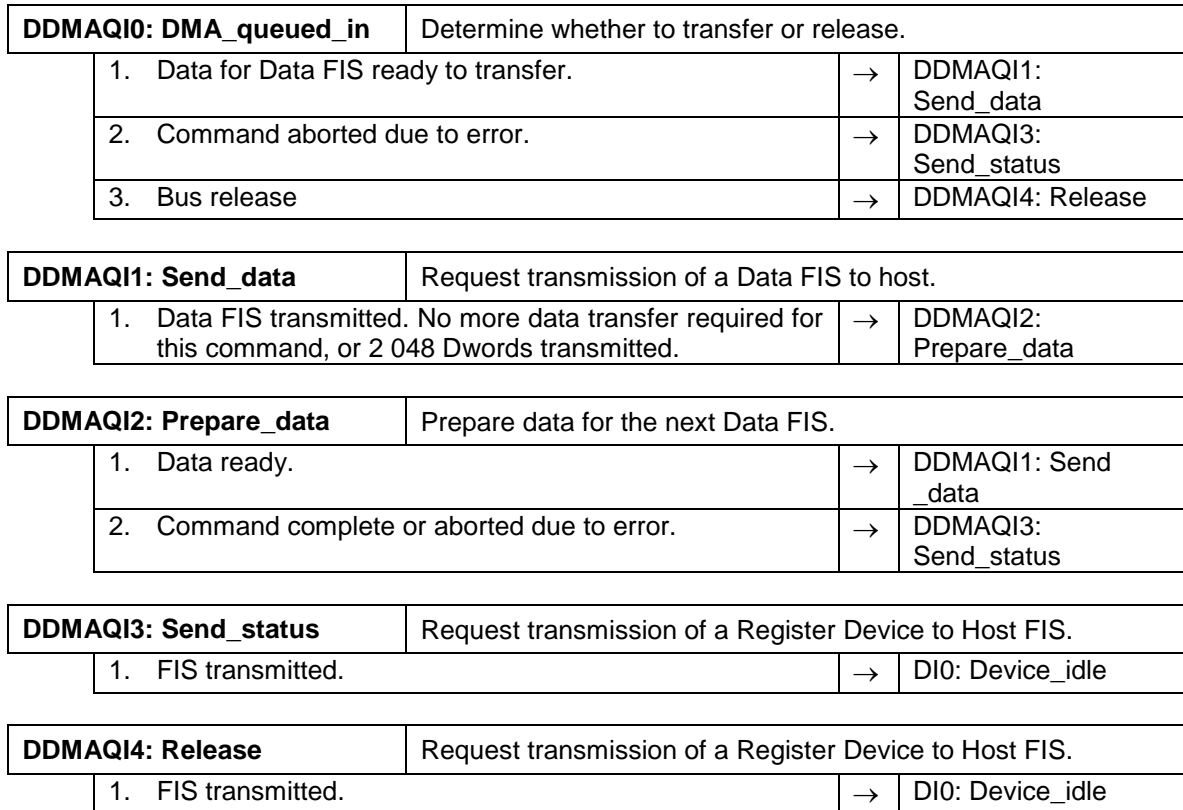 DDMAQI0: DMA_queued_in Determine whether to transfer or release.
1. Data for Data FIS ready to transfer. → DDMAQI1:
Send_data
2. Command aborted due to error. → DDMAQI3:
Send_status
3. Bus release → DDMAQI4: Release
DDMAQI1: Send_data Request transmission of a Data FIS to host.
1. Data FIS transmitted. No more data transfer required for → DDMAQI2:
this command, or 2 048 Dwords transmitted. Prepare_data
DDMAQI2: Prepare_data Prepare data for the next Data FIS.
1. Data ready. → DDMAQI1: Send
_data
2. Command complete or aborted due to error. → DDMAQI3:
Send_status
DDMAQI3: Send_status Request transmission of a Register Device to Host FIS.
1. FIS transmitted. → DI0: Device_idle
DDMAQI4: Release Request transmission of a Register Device to Host FIS.
1. FIS transmitted. → DI0: Device_idle